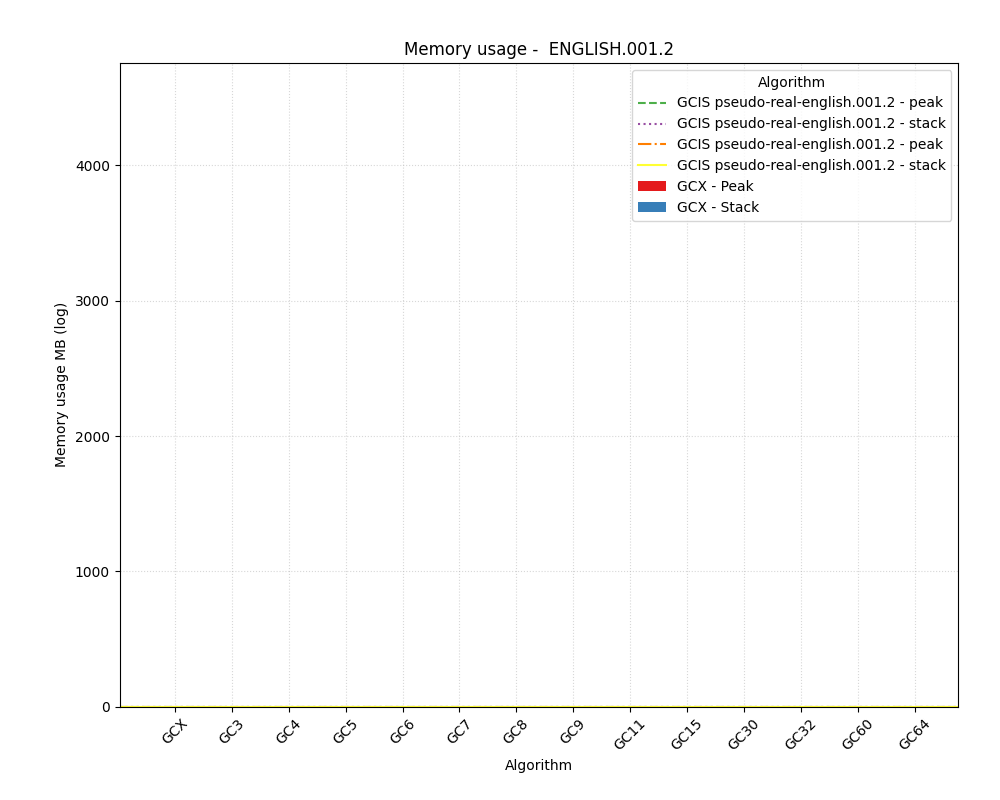 Memory usage -  ENGLISH.001.2
Algorithm
GCIS pseudo-real-english.001.2 - peak
GCIS pseudo-real-english.001.2 - stack
GCIS pseudo-real-english.001.2 - peak
GCIS pseudo-real-english.001.2 - stack
GCX - Peak
GCX - Stack
Memory usage MB (log)
4000
3000
2000
1000
0
GCX GC3 GC4 GC5 GC6 GC7 GC8 GC9 GC11 GC15 GC30 GC32 GC60 GC64
Algorithm